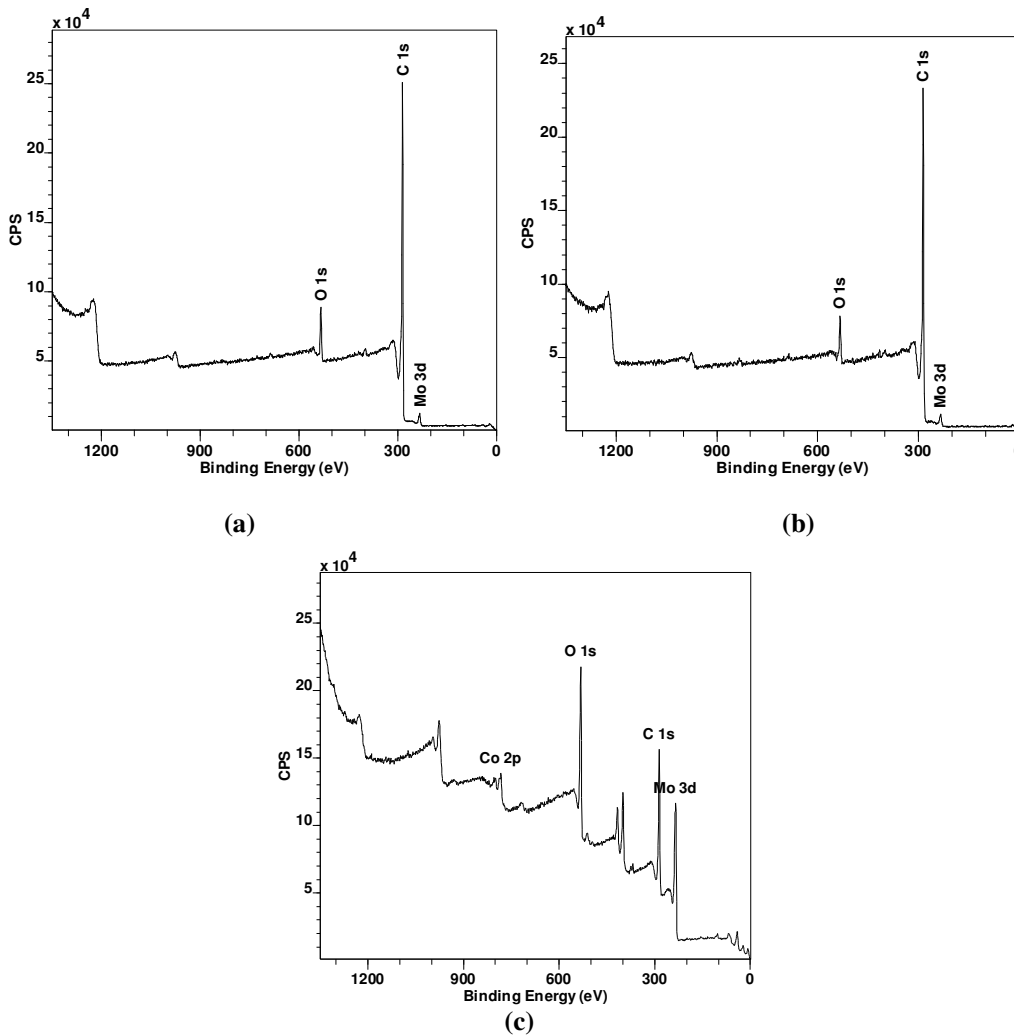 x 10^4
C 1s
25
20
15
CPS
O 1s
10
5
Mo 3d
1200 900 600 300 0
Binding Energy (eV)
(a)
x 10^4
C 1s
25
20
15
CPS
O 1s
10
5
Mo 3d
1200 900 600 300
Binding Energy (eV)
(b)
x 10^4
25
O 1s
20
C 1s
15
Co 2p
Mo 3d
CPS
10
5
1200 900 600 300 0
Binding Energy (eV)
(c)